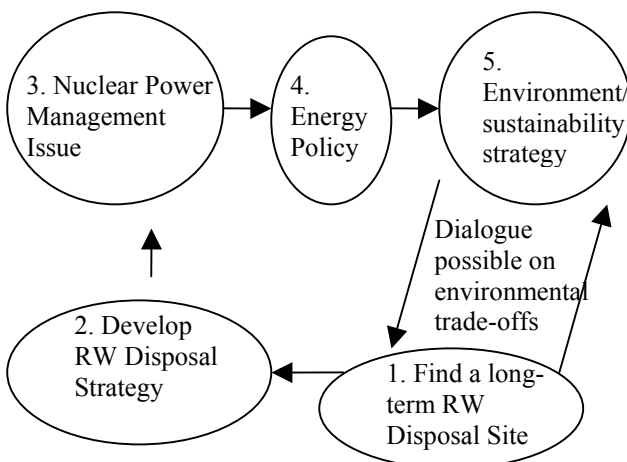 3. Nuclear Power
Management
Issue
4.
Energy
Policy
5.
Environment/
sustainability
strategy
Dialogue
possible on
environmental
trade-offs
2. Develop
RW Disposal
Strategy
1. Find a long-
term RW
Disposal Site